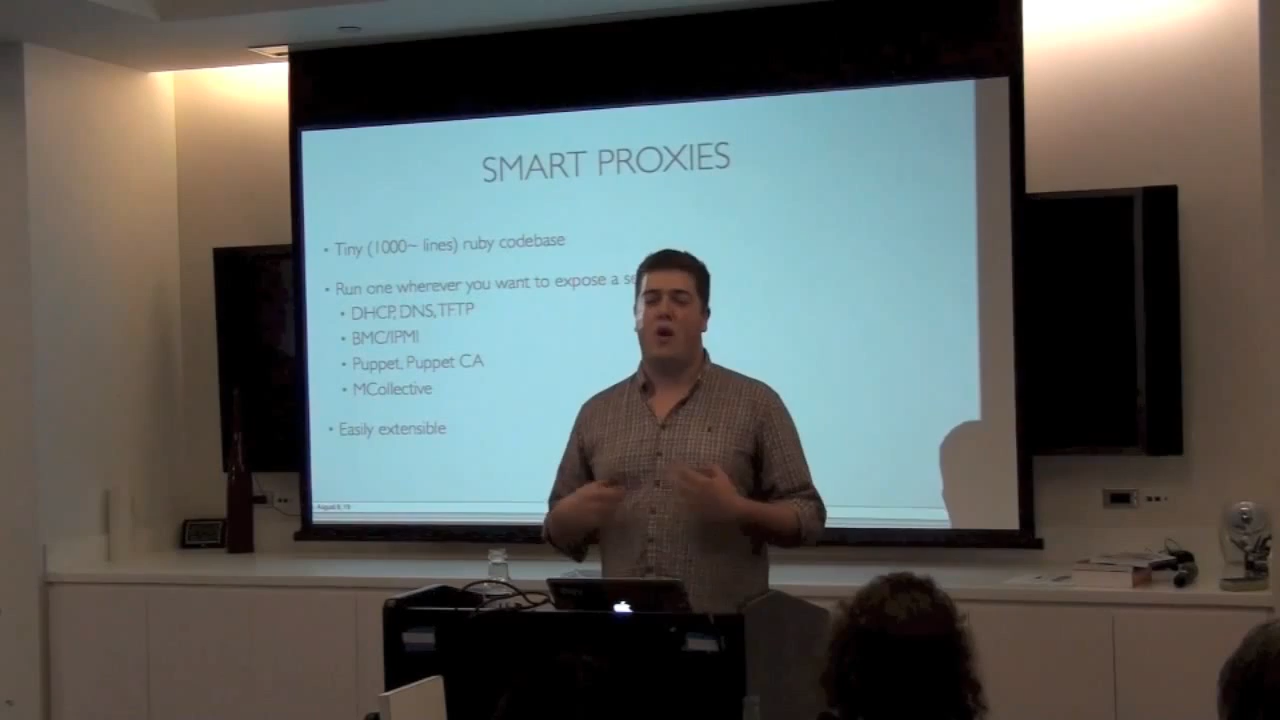 SMART PROXIES
• Tiny (1000~ lines) ruby codebase
• Run one wherever you want to expose a se
• DHCP, DNS, TFTP
• BMC/IPMI
• Puppet, Puppet CA
• MCollective
• Easily extensible